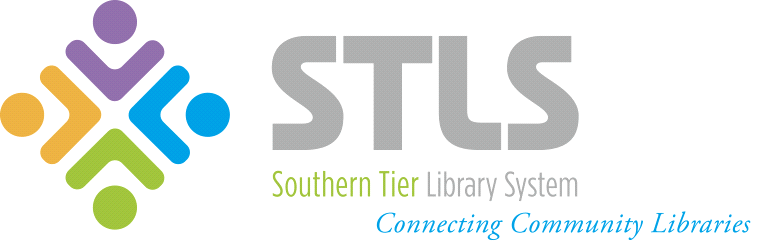 STLS
Southern Tier Library System
Connecting Community Libraries